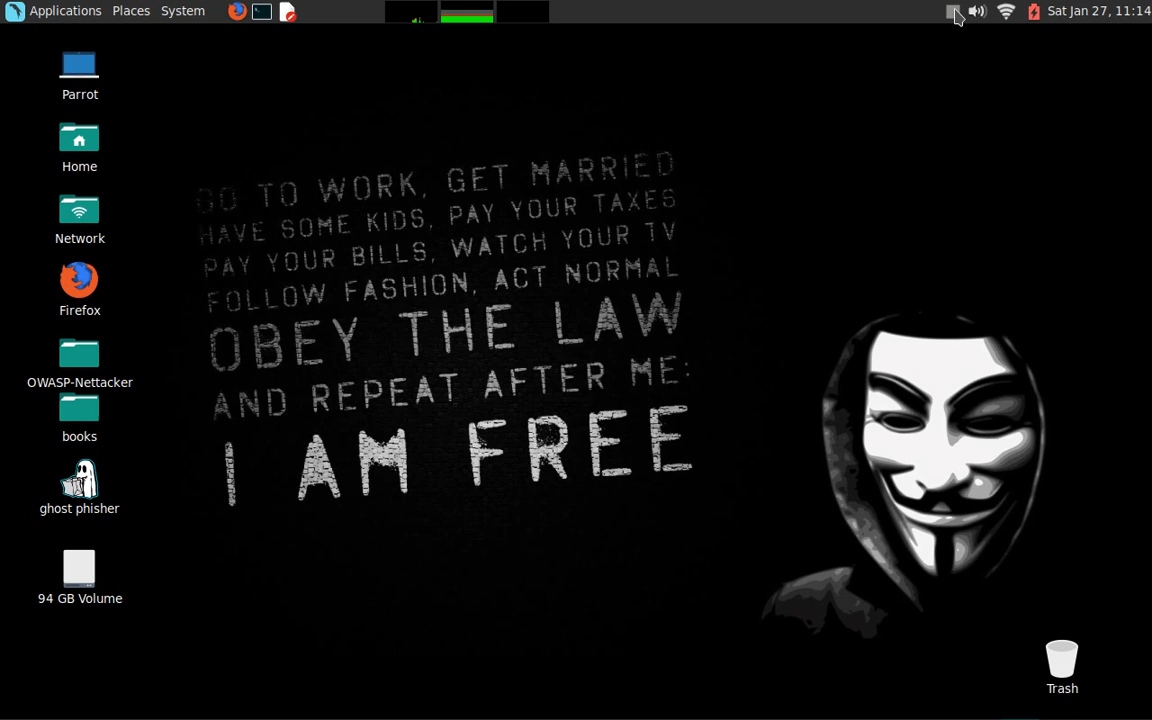 Applications Places System Sat Jan 27, 11:14
Parrot
Home
Network
Firefox
OWASP-Nettacker
books
ghost phisher
94 GB Volume
GO TO WORK, GET MARRIED
HAVE SOME KIDS, PAY YOUR TAXES
PAY YOUR BILLS, WATCH YOUR TV
FOLLOW FASHION, ACT NORMAL
OBEY THE LAW
AND REPEAT AFTER ME:
I AM FREE
Trash